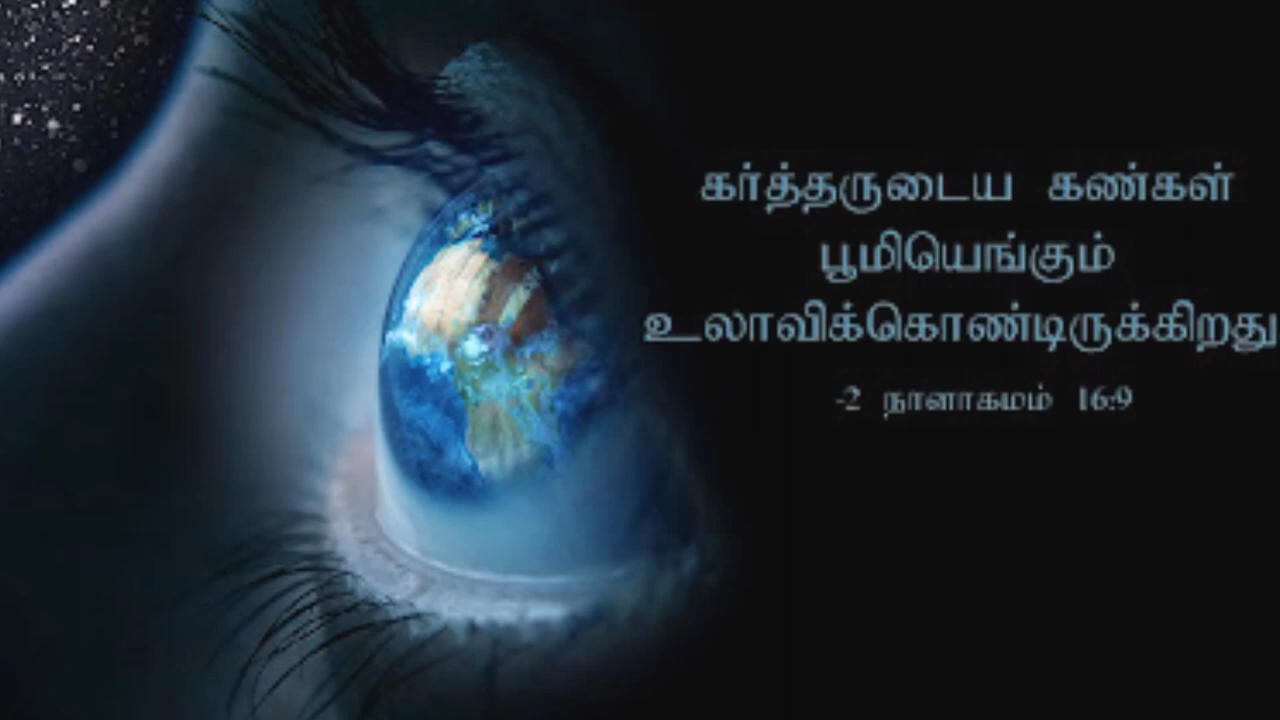 கர்த்தருடைய கண்கள்
பூமியெங்கும்
உலாவிக்கொண்டிருக்கிறது
-2 நாளாகமம் 16:9